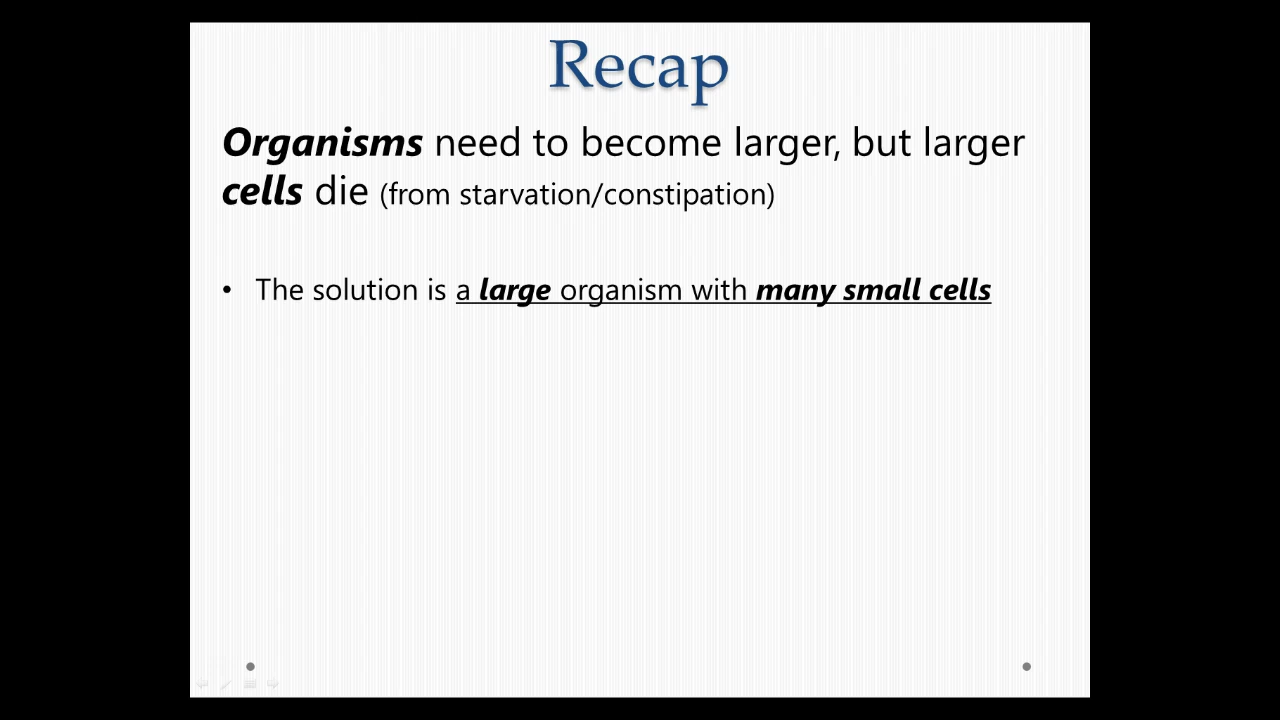 Recap
Organisms need to become larger, but larger
cells die (from starvation/constipation)
• The solution is a large organism with many small cells